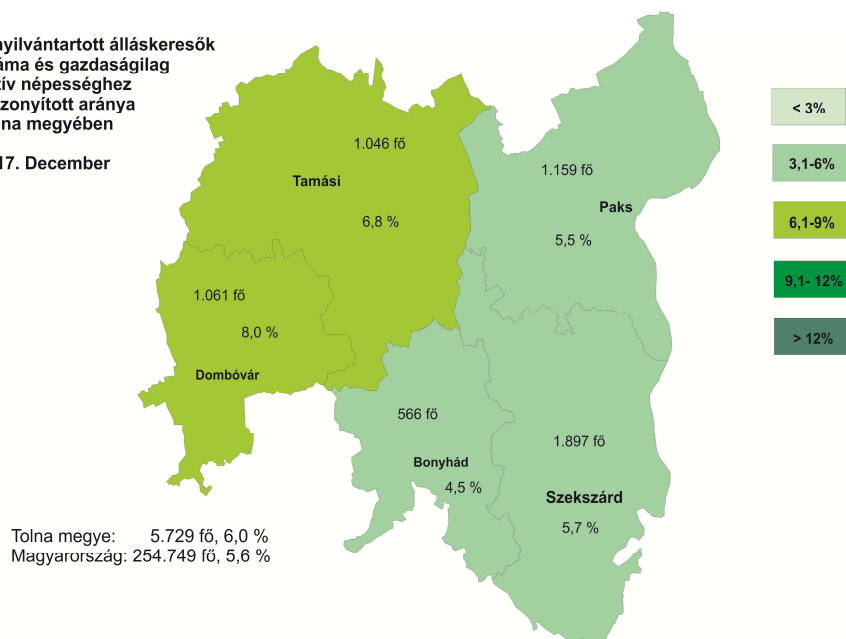 nyilvántartott álláskeresők
áma és gazdaságilag
tív népességhez
zonyított aránya
na megyében
17. December
< 3%
3,1-6%
6,1-9%
9,1- 12%
> 12%
1.046 fő
Tamási
6,8 %
1.159 fő
Paks
5,5 %
1.061 fő
8,0 %
Dombóvár
566 fő
Bonyhád
4,5 %
1.897 fő
Szekszárd
5,7 %
Tolna megye: 5.729 fő, 6,0 %
Magyarország: 254.749 fő, 5,6 %